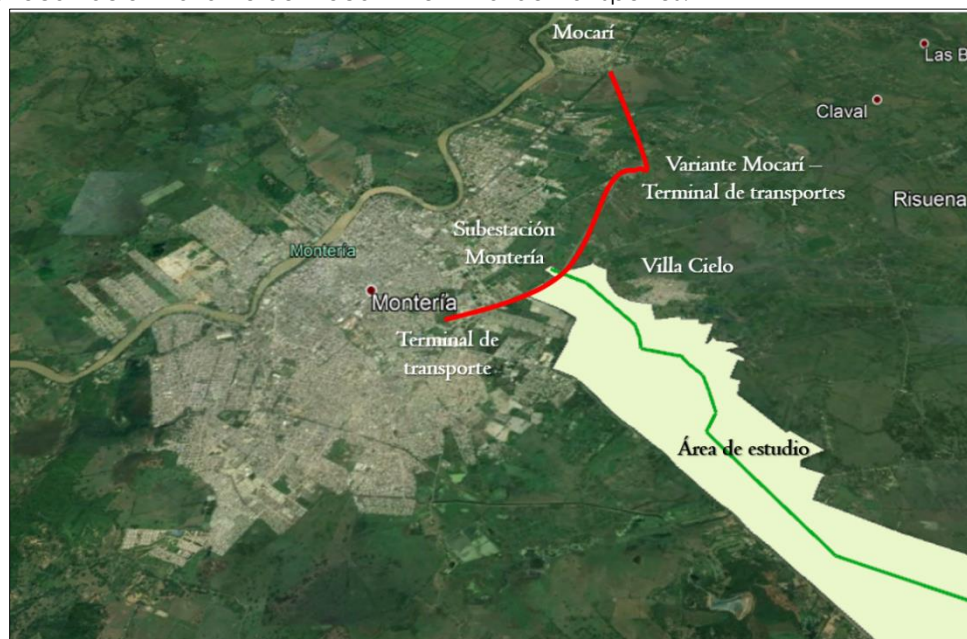 Mocarí
Las B
Claval
Variante Mocarí –
Terminal de transportes
Risuena
Subestación
Montería
Montería
Villa Cielo
Montería
Terminal de
transporte
Área de estudio